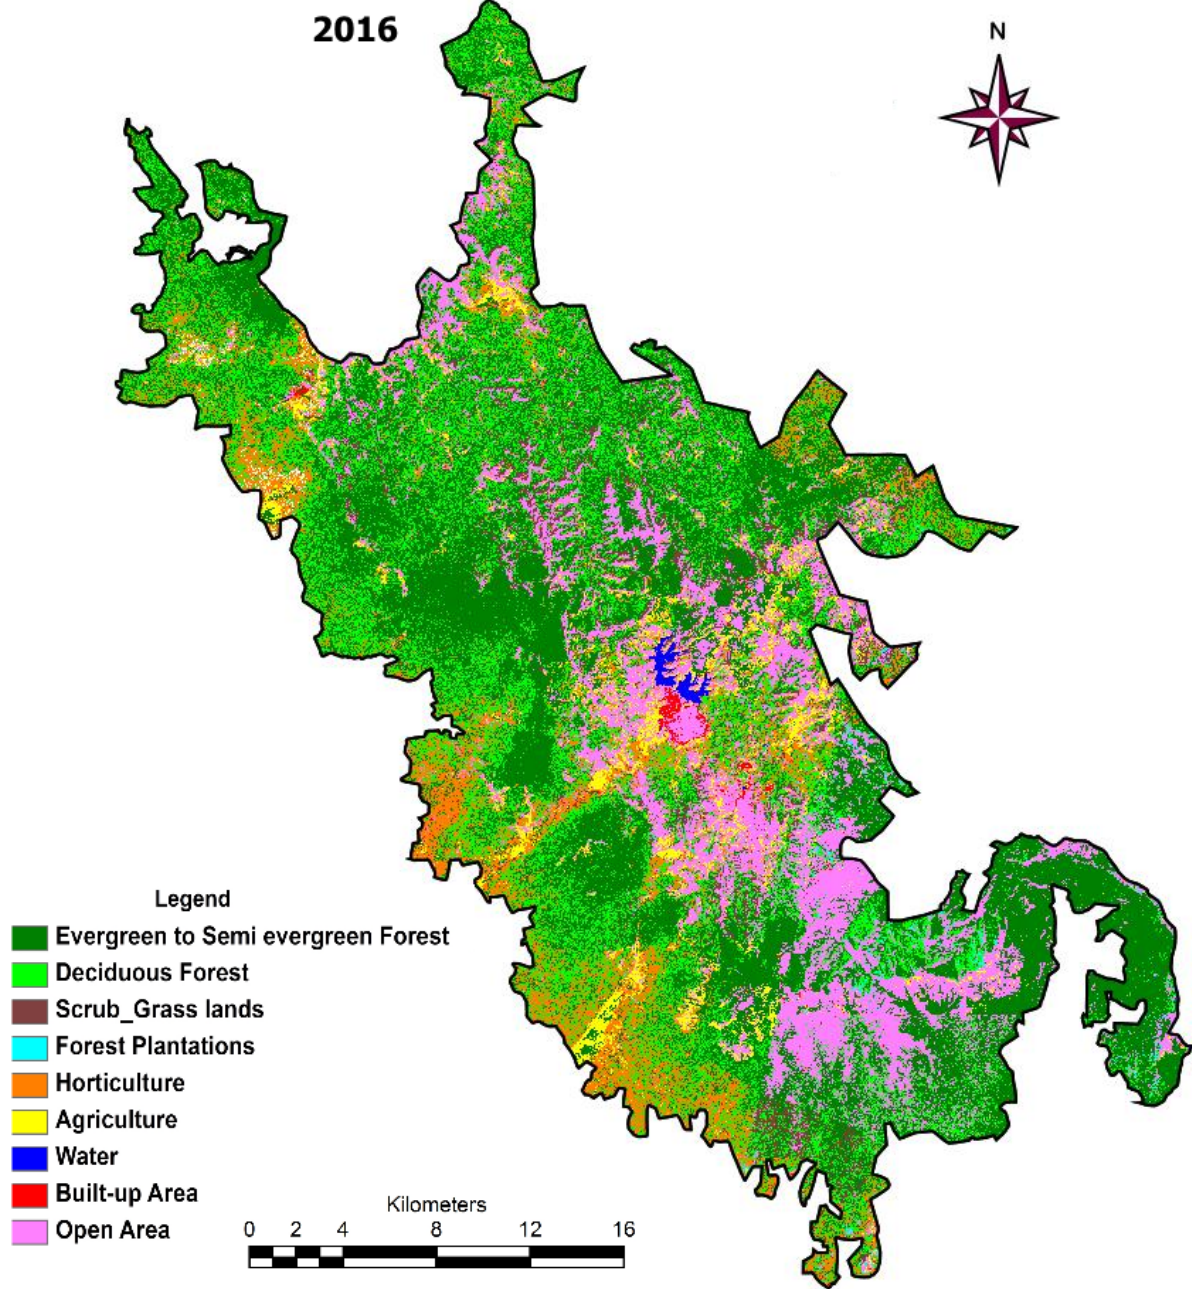 2016
N
Legend
Evergreen to Semi evergreen Forest
Deciduous Forest
Scrub_Grass lands
Forest Plantations
Horticulture
Agriculture
Water
Built-up Area
Open Area
Kilometers
0 2 4 8 12 16